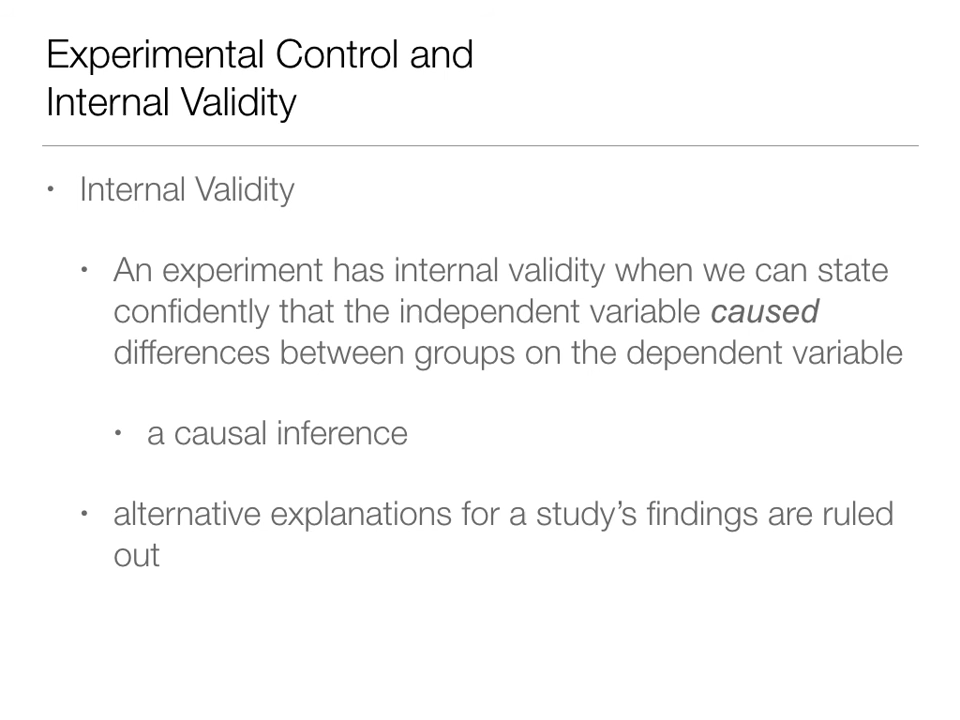 Experimental Control and
Internal Validity
• Internal Validity
• An experiment has internal validity when we can state
confidently that the independent variable caused
differences between groups on the dependent variable
• a causal inference
• alternative explanations for a study’s findings are ruled
out